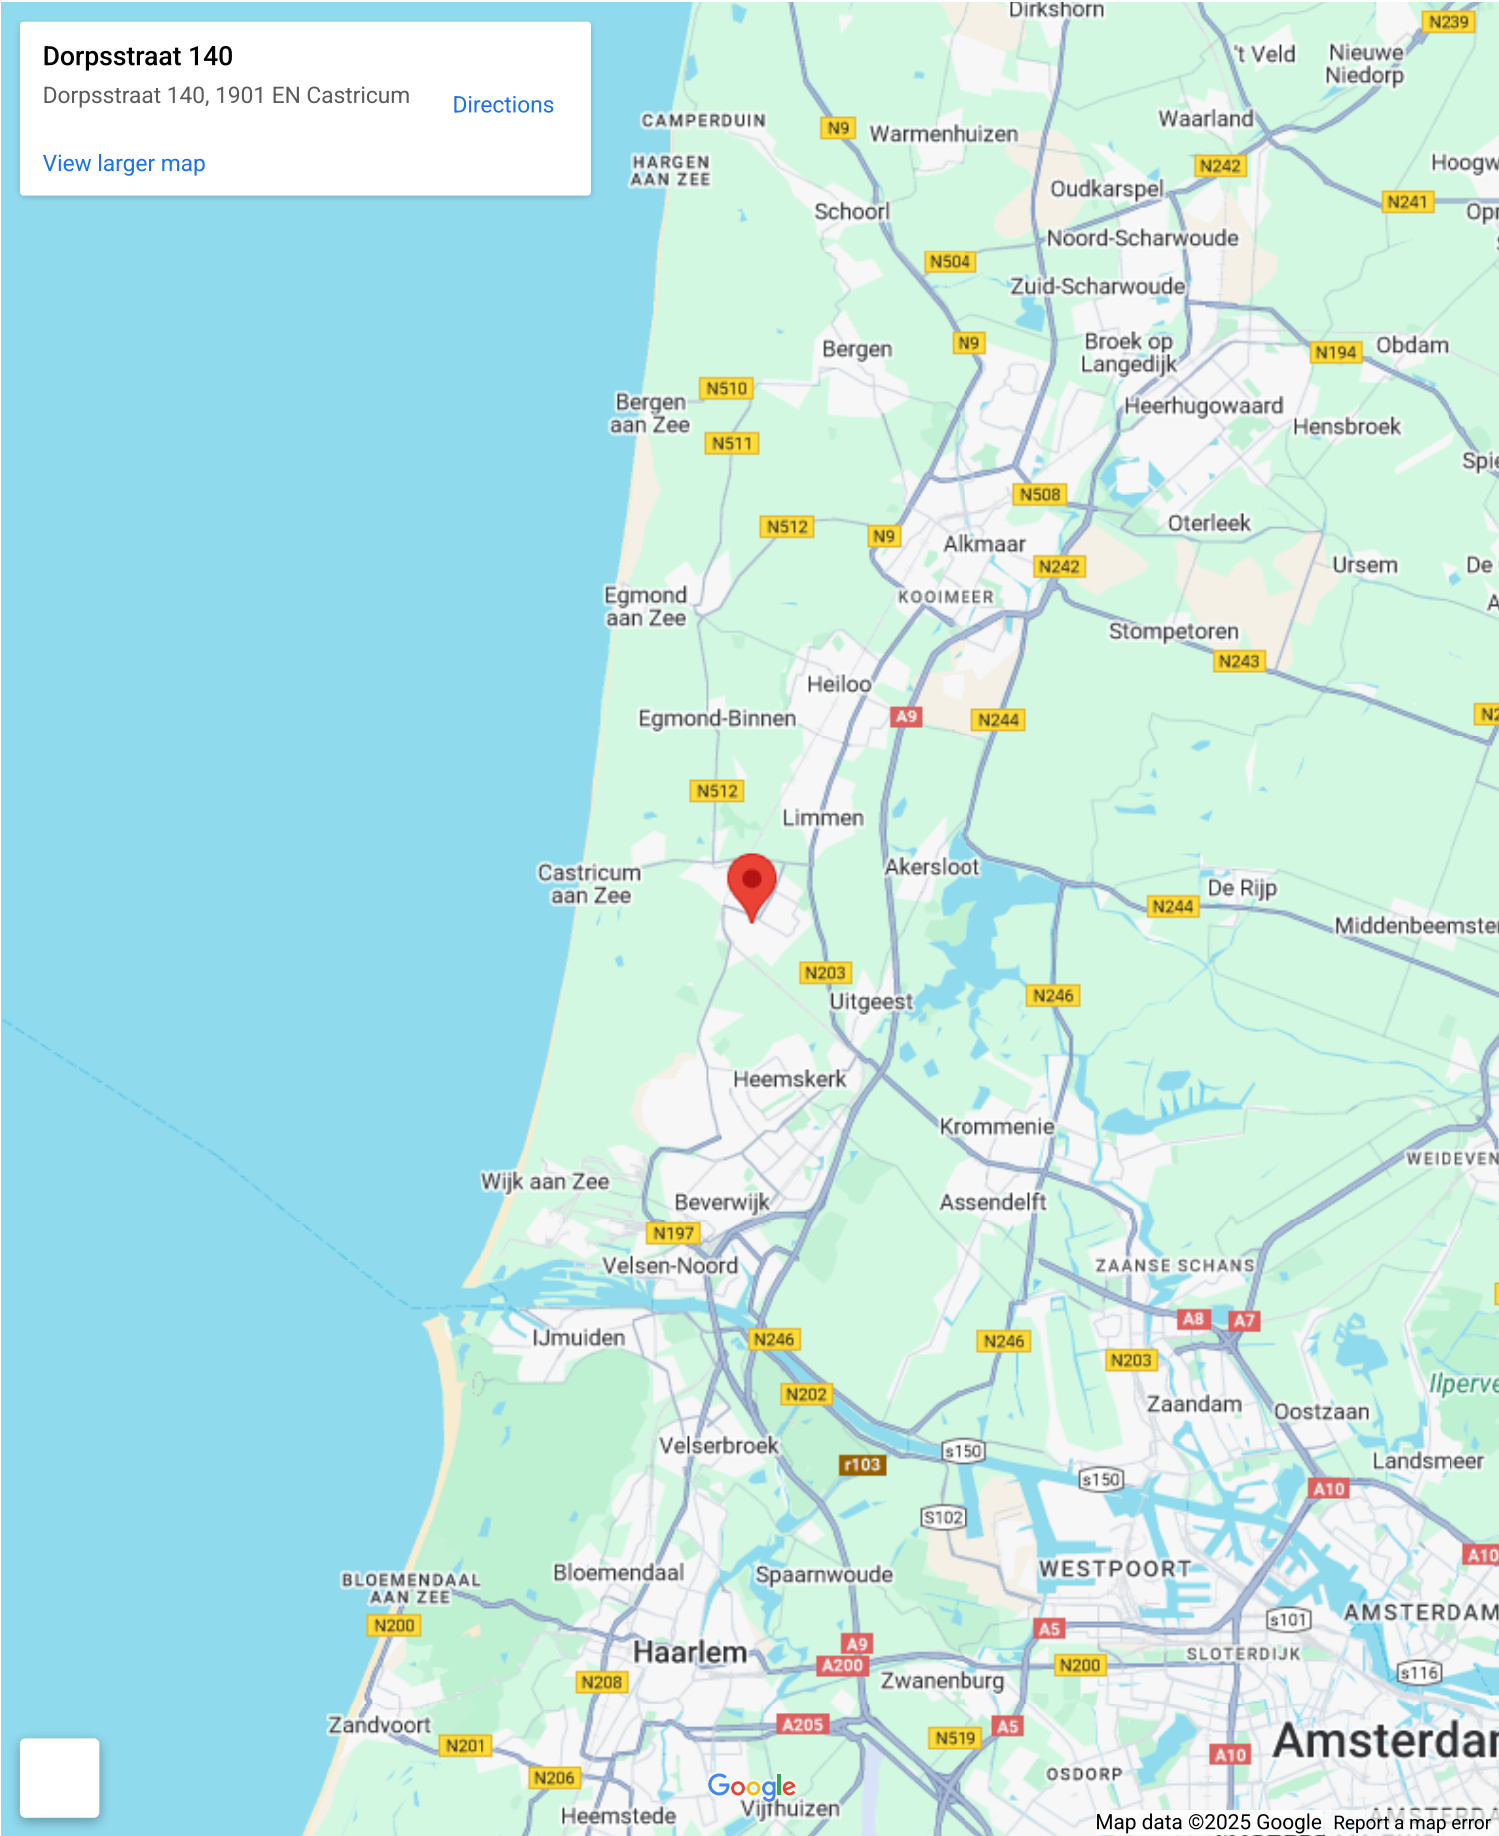 Dorpsstraat 140
Dorpsstraat 140, 1901 EN Castricum
Directions
View larger map
Dirkshorn
N239
't Veld
Nieuwe
Niedorp
CAMPERDUIN
N9
Warmenhuizen
Waarland
HARGEN
AAN ZEE
N242
Hoogw
Oudkarspel
N241
Schoorl
Noord-Scharwoude
N504
Zuid-Scharwoude
N9
Bergen
Broek op
Langedijk
N194
Obdam
N510
Bergen
aan Zee
Heerhugowaard
N511
Hensbroek
Spie
N508
N512
N9
Alkmaar
Oterleek
N242
Ursem
De
Egmond
aan Zee
KOOIMEER
A
Stompetoren
N243
Heiloo
Egmond-Binnen
A9
N244
N2
N512
Limmen
Castricum
aan Zee
Akersloot
De Rijp
N244
Middenbeemster
N203
Uitgeest
N246
Heemskerk
Krommenie
WEIDEVEN
Wijk aan Zee
Beverwijk
Assendelft
N197
Velsen-Noord
ZAANSE SCHANS
A8
A7
IJmuiden
N246
N246
N203
N202
Ilperve
Zaandam
Oostzaan
Velserbroek
r103
s150
s150
Landsmeer
A10
S102
A10
BLOEMENDAAL
AAN ZEE
Bloemendaal
Spaarnwoude
WESTPOORT
N200
s101
AMSTERDAM
A5
Haarlem
A9
A200
N200
SLOTERDIJK
s116
N208
Zwanenburg
Zandvoort
A205
A5
N201
N519
A10
Amsterdam
N206
Google
OSDORP
Heemstede
Vijfhuizen
Map data ©2025 Google
Report a map error